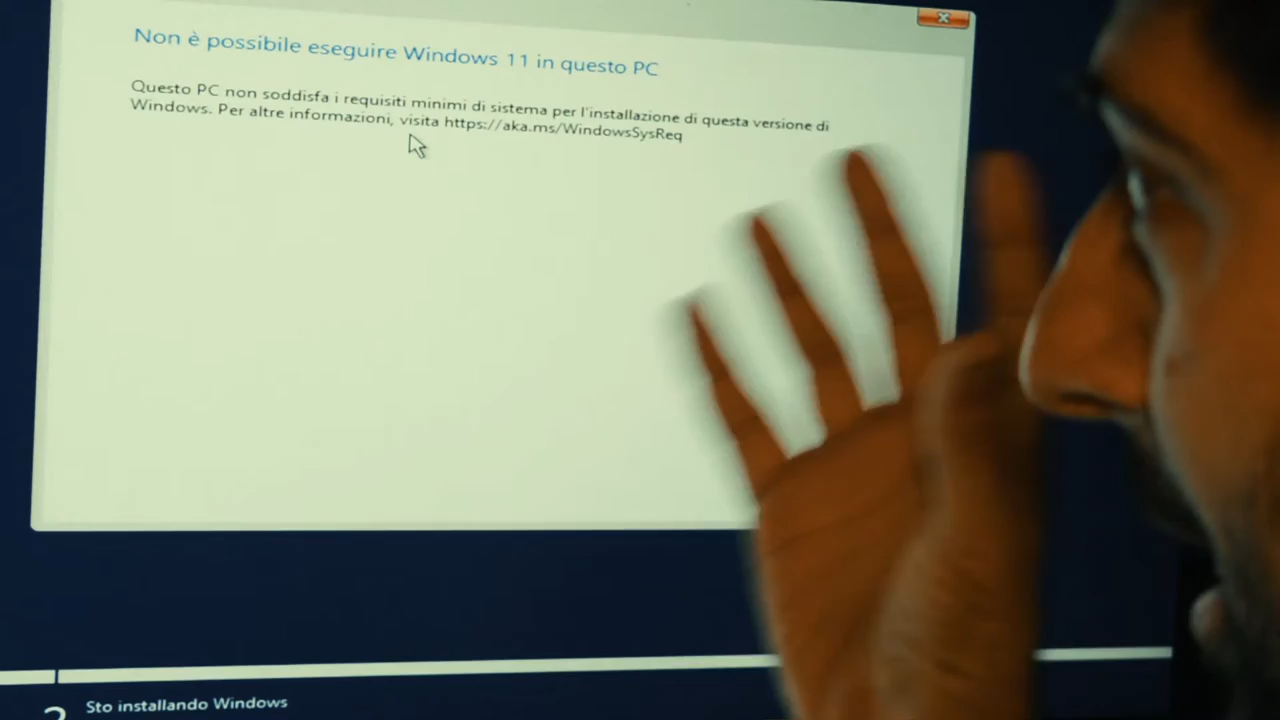 Non è possibile eseguire Windows 11 in questo PC
Questo PC non soddisfa i requisiti minimi di sistema per l'installazione di questa versione di
Windows. Per altre informazioni, visita https://aka.ms/WindowsSysReq
2 Sto installando Windows